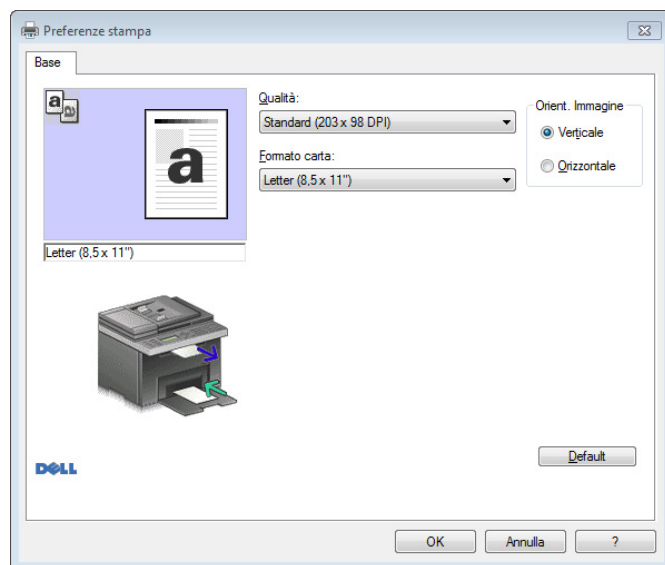 Preferenze stampa
Base
a
a
a
Qualità:
Standard (203 x 98 DPI)
Formato carta:
Letter (8,5 x 11")
Orient. Immagine
Verticale
Orizzontale
Letter (8,5 x 11")
DELL
Default
OK Annulla ?